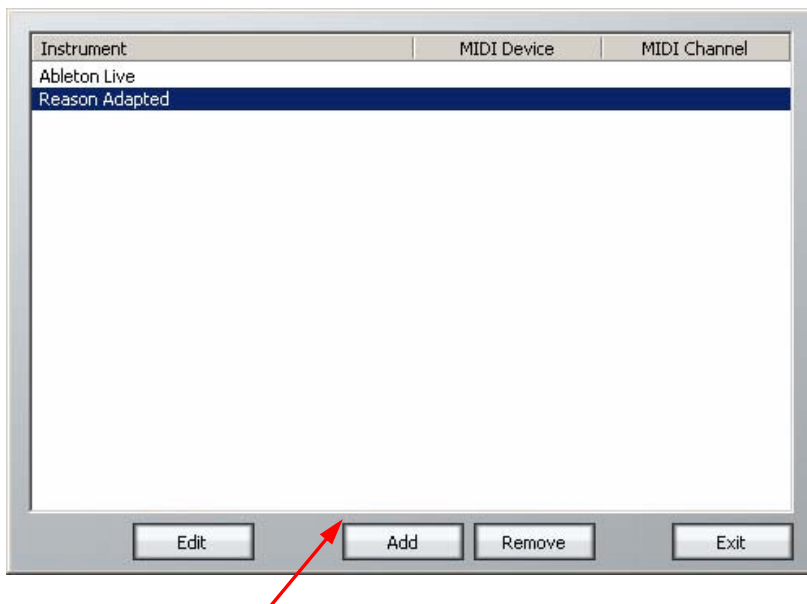 Instrument MIDI Device MIDI Channel
Ableton Live
Reason Adapted
Edit Add Remove Exit